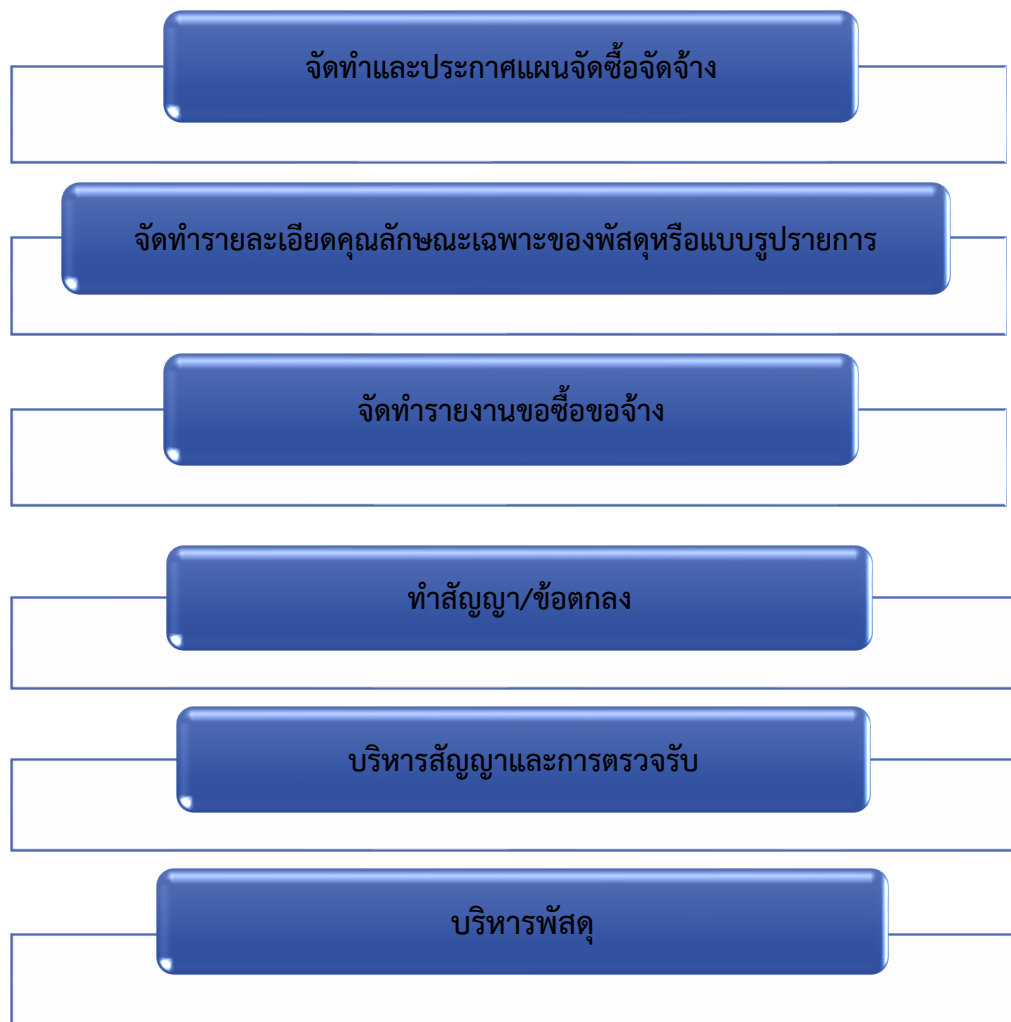 จัดทำและประกาศแผนจัดซื้อจัดจ้าง
จัดทำรายละเอียดคุณลักษณะเฉพาะของพัสดุหรือแบบรูปรายการ
จัดทำรายงานขอซื้อขอจ้าง
ทำสัญญา/ข้อตกลง
บริหารสัญญาและการตรวจรับ
บริหารพัสดุ